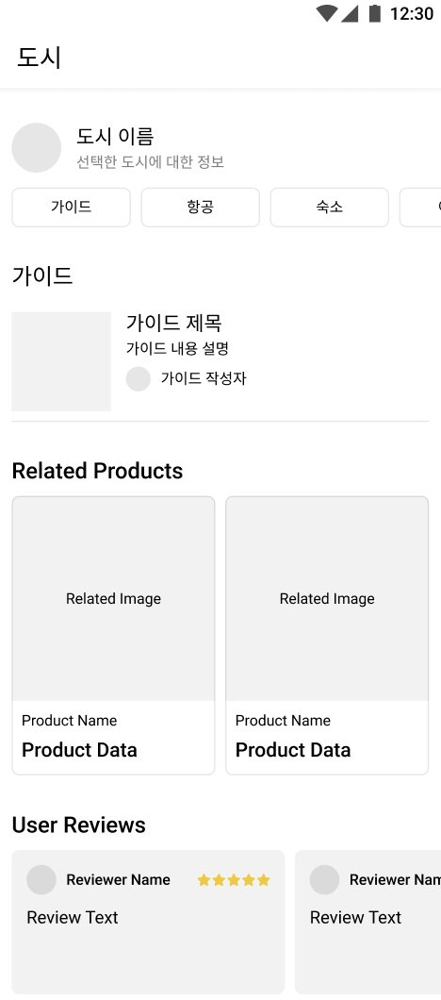 12:30
도시
도시 이름
선택한 도시에 대한 정보
가이드 항공 숙소
가이드
가이드 제목
가이드 내용 설명
가이드 작성자
Related Products
Related Image Related Image
Product Name Product Name
Product Data Product Data
User Reviews
Reviewer Name Reviewer Nam
Review Text Review Text